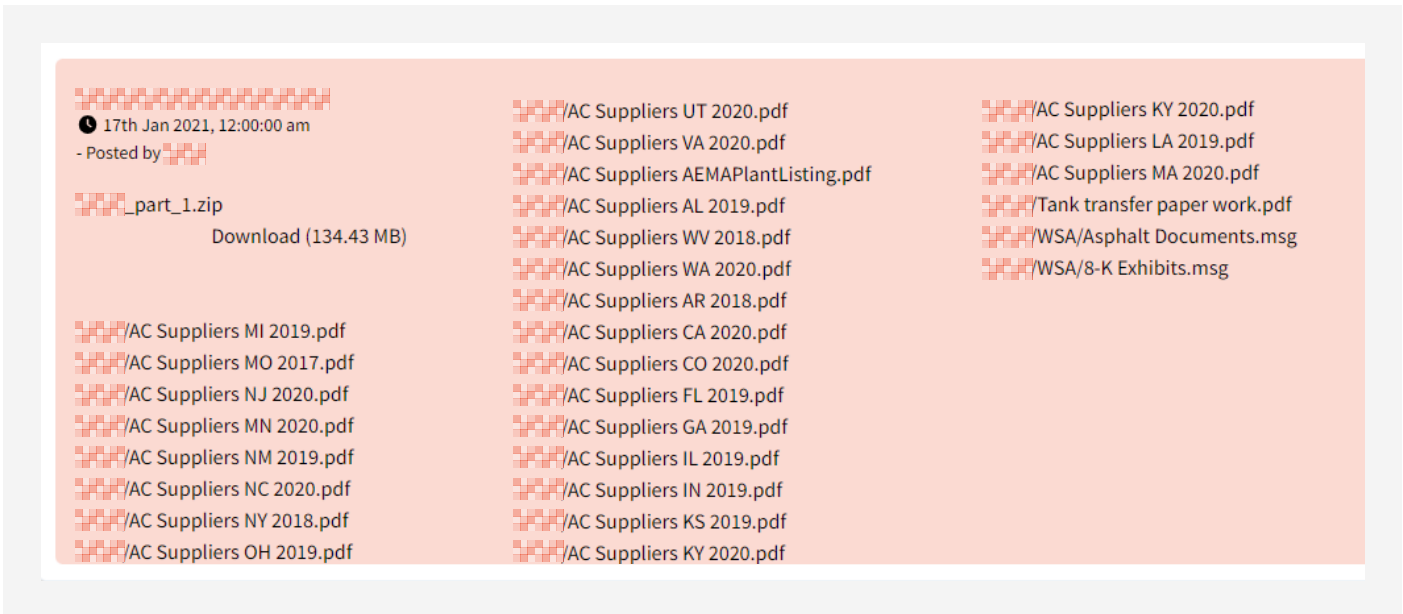 17th Jan 2021, 12:00:00 am
- Posted by
_part_1.zip
Download (134.43 MB)
/AC Suppliers MI 2019.pdf
/AC Suppliers MO 2017.pdf
/AC Suppliers NJ 2020.pdf
/AC Suppliers MN 2020.pdf
/AC Suppliers NM 2019.pdf
/AC Suppliers NC 2020.pdf
/AC Suppliers NY 2018.pdf
/AC Suppliers OH 2019.pdf
/AC Suppliers UT 2020.pdf
/AC Suppliers VA 2020.pdf
/AC Suppliers AEMAPlantListing.pdf
/AC Suppliers AL 2019.pdf
/AC Suppliers WV 2018.pdf
/AC Suppliers WA 2020.pdf
/AC Suppliers AR 2018.pdf
/AC Suppliers CA 2020.pdf
/AC Suppliers CO 2020.pdf
/AC Suppliers FL 2019.pdf
/AC Suppliers GA 2019.pdf
/AC Suppliers IL 2019.pdf
/AC Suppliers IN 2019.pdf
/AC Suppliers KS 2019.pdf
/AC Suppliers KY 2020.pdf
/AC Suppliers KY 2020.pdf
/AC Suppliers LA 2019.pdf
/AC Suppliers MA 2020.pdf
/Tank transfer paper work.pdf
/WSA/Asphalt Documents.msg
/WSA/8-K Exhibits.msg